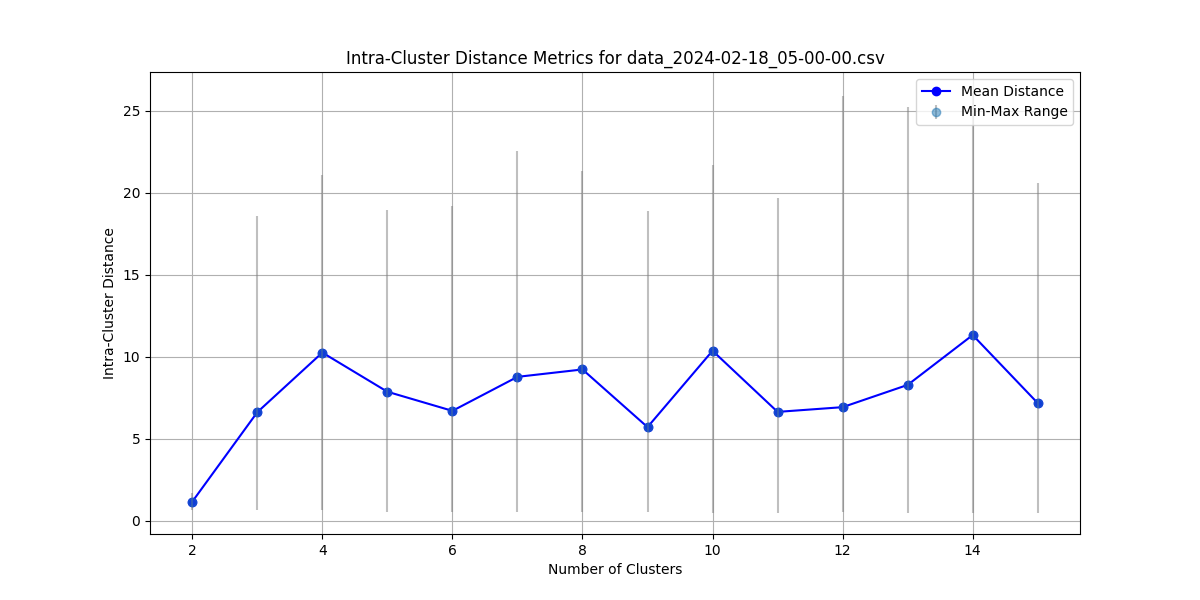 Intra-Cluster Distance Metrics for data_2024-02-18_05-00-00.csv
Mean Distance
Min-Max Range
Intra-Cluster Distance
25
20
15
10
5
0
2 4 6 8 10 12 14
Number of Clusters